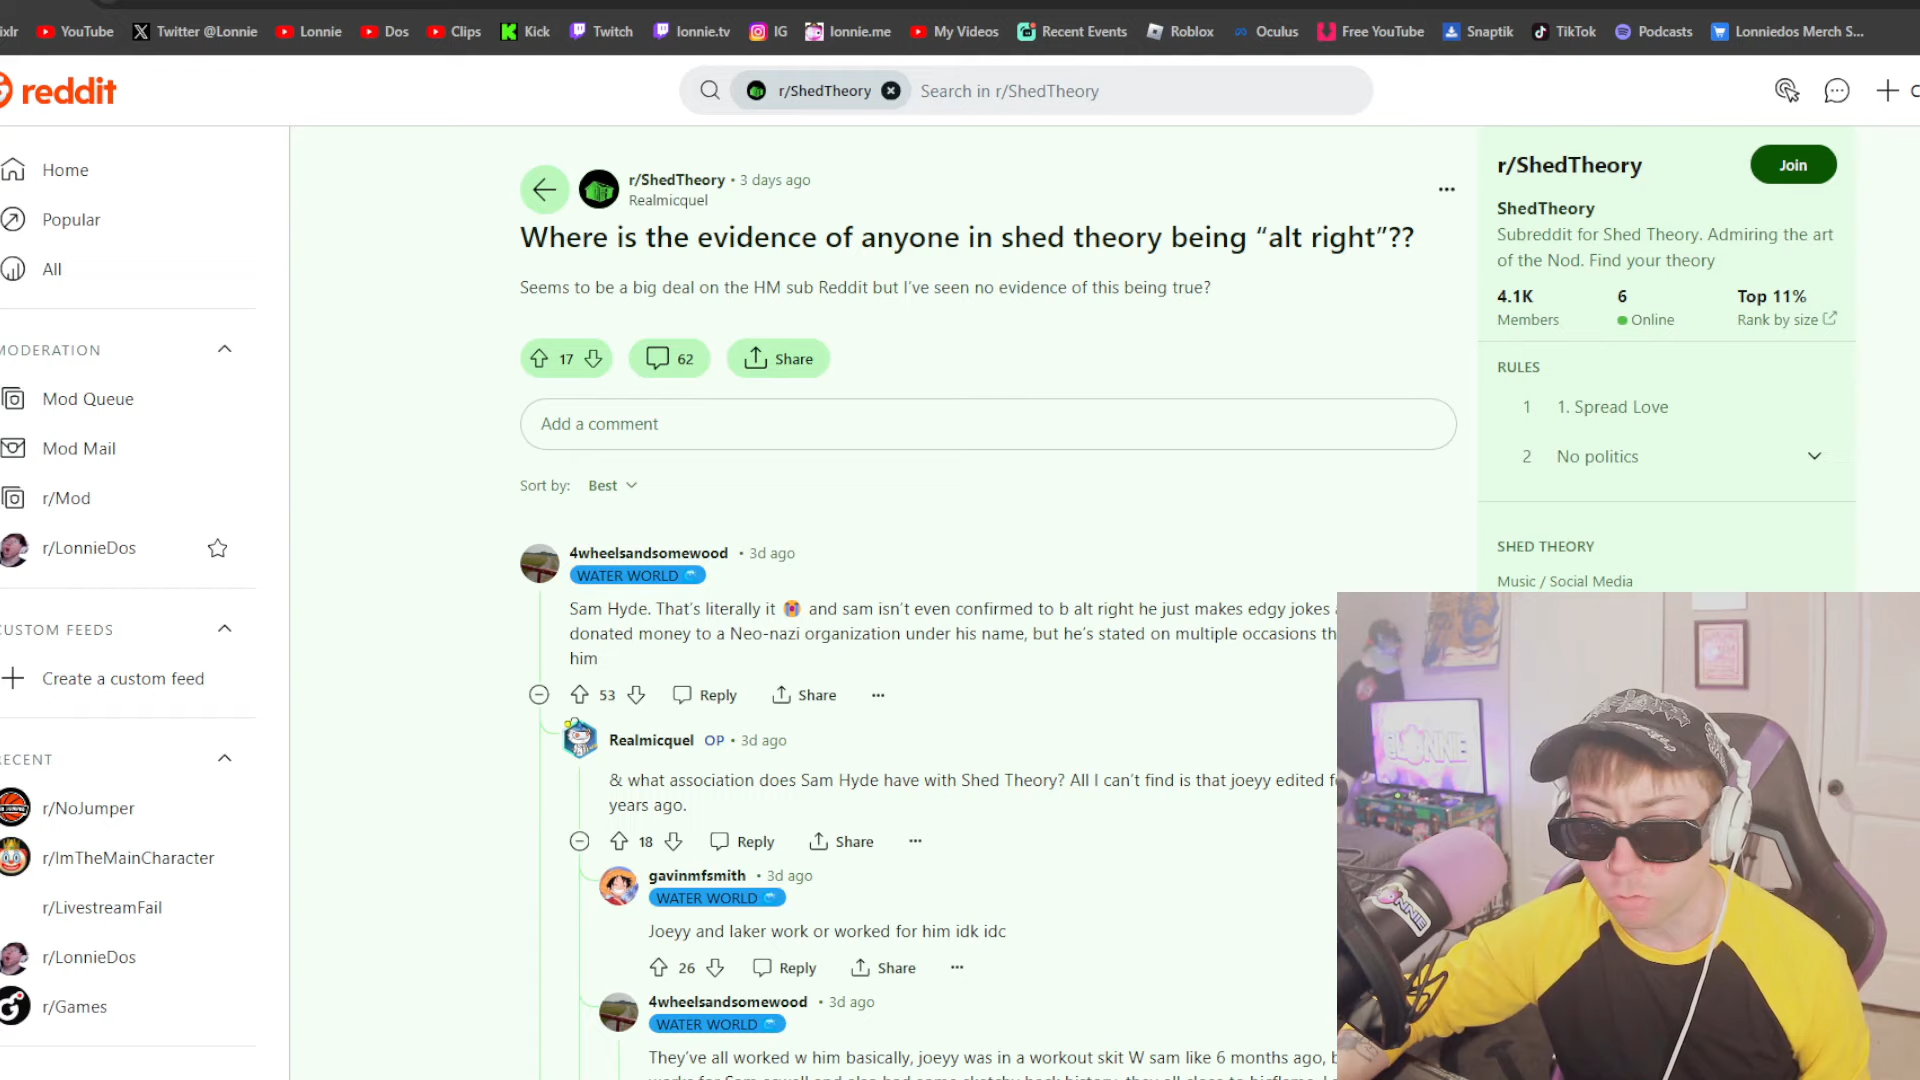 ixlr YouTube Twitter @Lonnie Lonnie Dos Clips Kick Twitch lonnie.tv IG lonnie.me My Videos Recent Events Roblox Oculus Free YouTube Snaptik TikTok Podcasts Lonniedos Merch S...
reddit
r/ShedTheory Search in r/ShedTheory
Home
Popular
All
MODERATION
Mod Queue
Mod Mail
r/Mod
r/LonnieDos
CUSTOM FEEDS
Create a custom feed
RECENT
r/NoJumper
r/ImTheMainCharacter
r/LivestreamFail
r/LonnieDos
r/Games
r/ShedTheory • 3 days ago
Realmicquel
Where is the evidence of anyone in shed theory being “alt right”??
Seems to be a big deal on the HM sub Reddit but I’ve seen no evidence of this being true?
17 62 Share
Add a comment
Sort by: Best
4wheelsandsomewood • 3d ago
WATER WORLD
Sam Hyde. That’s literally it 😭 and sam isn’t even confirmed to b alt right he just makes edgy jokes
donated money to a Neo-nazi organization under his name, but he’s stated on multiple occasions th
him
53 Reply Share
Realmicquel OP • 3d ago
& what association does Sam Hyde have with Shed Theory? All I can’t find is that joeyy edited f
years ago.
18 Reply Share
gavinmfsmith • 3d ago
WATER WORLD
Joeyy and laker work or worked for him idk idc
26 Reply Share
4wheelsandsomewood • 3d ago
WATER WORLD
They’ve all worked w him basically, joeyy was in a workout skit W sam like 6 months ago, b
r/ShedTheory Join
ShedTheory
Subreddit for Shed Theory. Admiring the art
of the Nod. Find your theory
4.1K 6 Top 11%
Members Online Rank by size
RULES
1 1. Spread Love
2 No politics
SHED THEORY
Music / Social Media